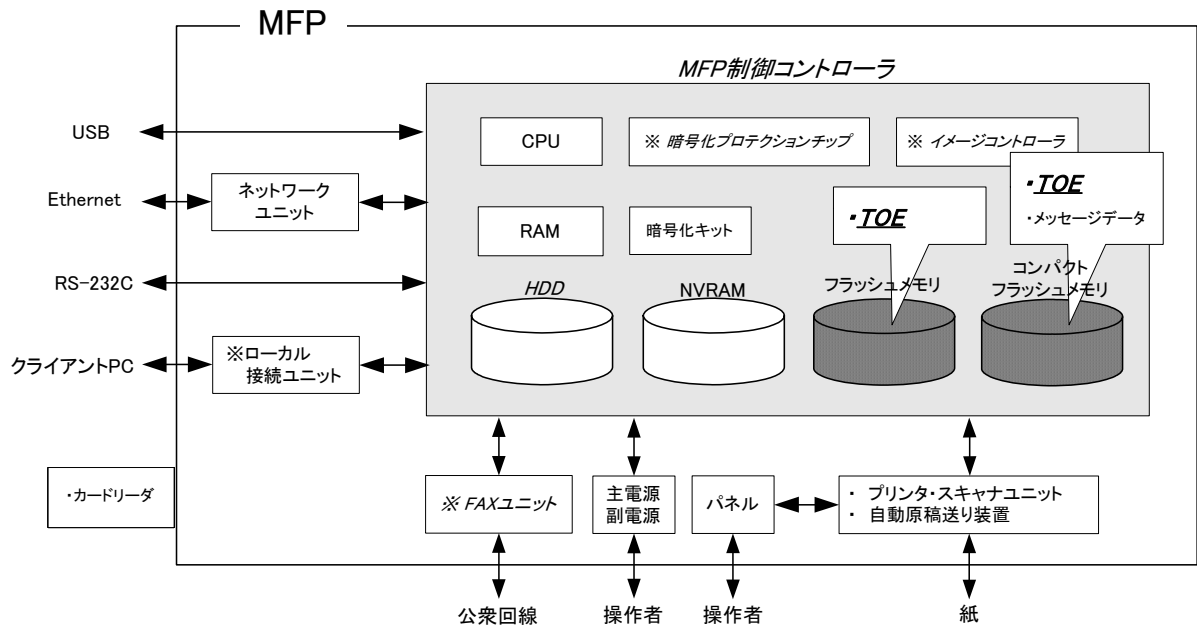 MFP
MFP制御コントローラ
USB
CPU
※ 暗号化プロテクションチップ
※ イメージコントローラ
Ethernet
ネットワーク
ユニット
・TOE
・TOE
・メッセージデータ
RAM
暗号化キット
RS-232C
HDD
NVRAM
フラッシュメモリ
コンパクト
フラッシュメモリ
クライアントPC
※ローカル
接続ユニット
・カードリーダ
※ FAXユニット
主電源
副電源
パネル
・ プリンタ・スキャナユニット
・ 自動原稿送り装置
公衆回線
操作者
操作者
紙